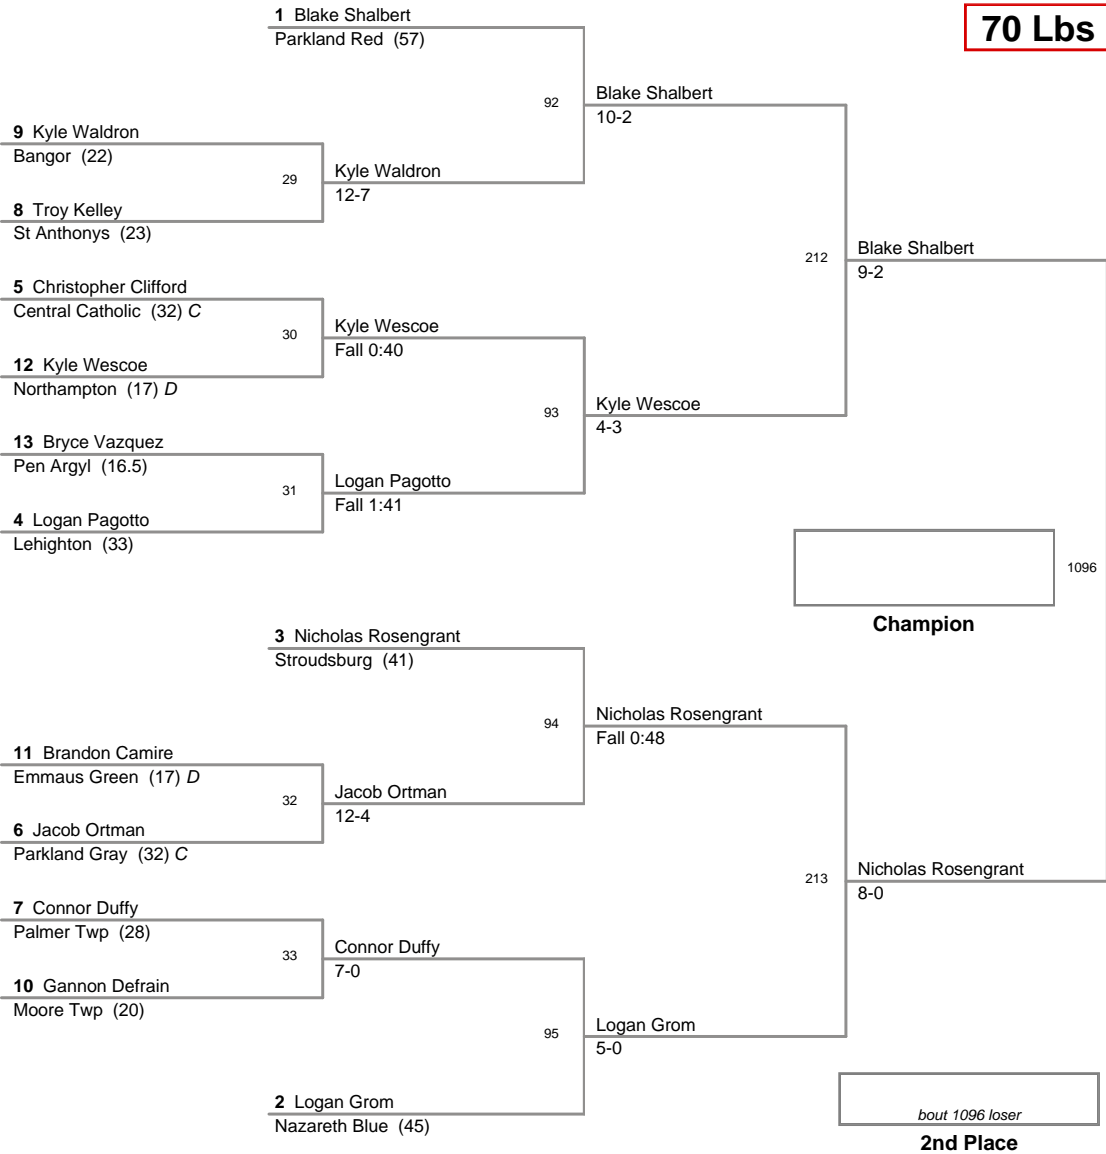 1 Blake Shalbert
Parkland Red (57)
70 Lbs
92
Blake Shalbert
10-2
9 Kyle Waldron
Bangor (22)
29
Kyle Waldron
12-7
8 Troy Kelley
St Anthonys (23)
212
Blake Shalbert
9-2
5 Christopher Clifford
Central Catholic (32) C
30
Kyle Wescoe
Fall 0:40
12 Kyle Wescoe
Northampton (17) D
93
Kyle Wescoe
4-3
13 Bryce Vazquez
Pen Argyl (16.5)
31
Logan Pagotto
Fall 1:41
4 Logan Pagotto
Lehighton (33)
1096
Champion
3 Nicholas Rosengrant
Stroudsburg (41)
94
Nicholas Rosengrant
Fall 0:48
11 Brandon Camire
Emmaus Green (17) D
32
Jacob Ortman
12-4
6 Jacob Ortman
Parkland Gray (32) C
213
Nicholas Rosengrant
8-0
7 Connor Duffy
Palmer Twp (28)
33
Connor Duffy
7-0
10 Gannon Defrain
Moore Twp (20)
95
Logan Grom
5-0
2 Logan Grom
Nazareth Blue (45)
bout 1096 loser
2nd Place